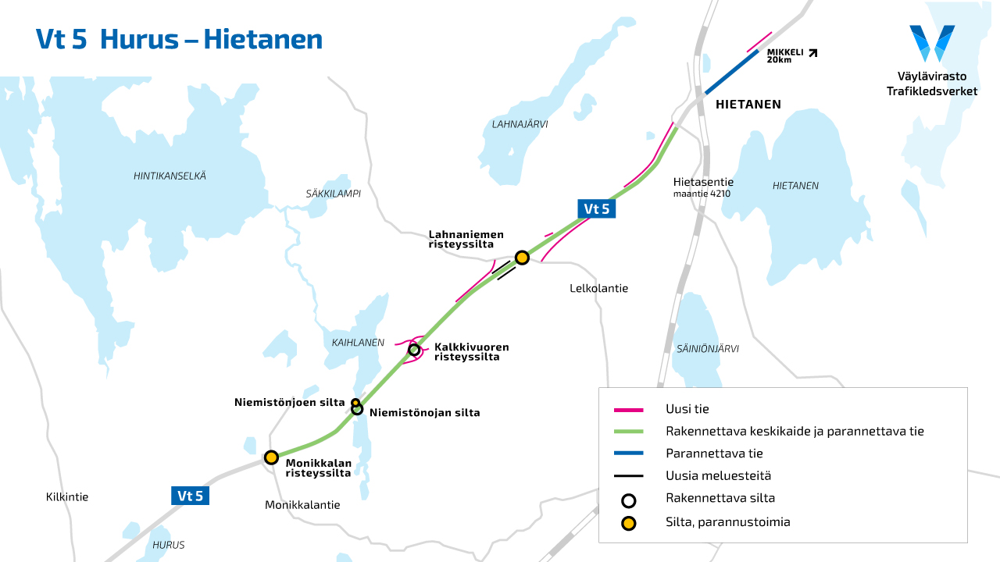 Vt 5 Hurus – Hietanen
MIKKELI
20km
Väylävirasto
Trafikledsverket
HIETANEN
LAHNAJÄRVI
HINTIKANSELKÄ
SÄKKILAMPI
Hietasentie
maantie 4210
HIETANEN
Vt 5
Lahnaniemen
risteyssilta
Lelkolantie
KAIHLANEN
Kalkkivuoren
risteyssilta
SÄINIÖNJÄRVI
Niemistönjoen silta
Niemistönojan silta
Monikkalan
risteyssilta
Kilkintie
Vt 5
Monikkalantie
HURUS
Uusi tie
Rakennettava keskikaide ja parannettava tie
Parannettava tie
Uusia meluesteitä
Rakennettava silta
Silta, parannustoimia